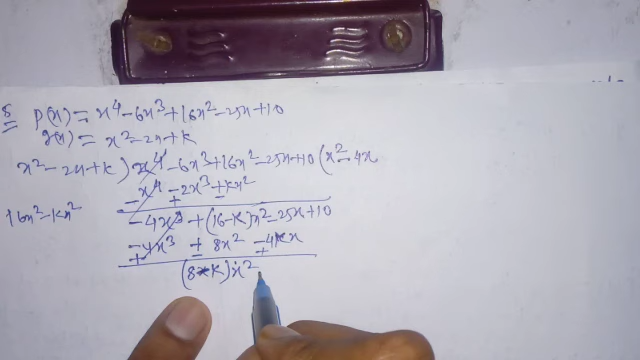 5 P(x) = x⁴ - 6x³ + 16x² - 25x + 10
g(x) = x² - 2x + k
x² - 2x + k ) x⁴ - 6x³ + 16x² - 25x + 10 ( x² - 4x
x⁴ - 2x³ + kx²
- + -
16x² - kx² - 4x³ + (16 - k)x² - 25x + 10
- 4x³ + 8x² - 4kx
+ - +
(8 - k)x²